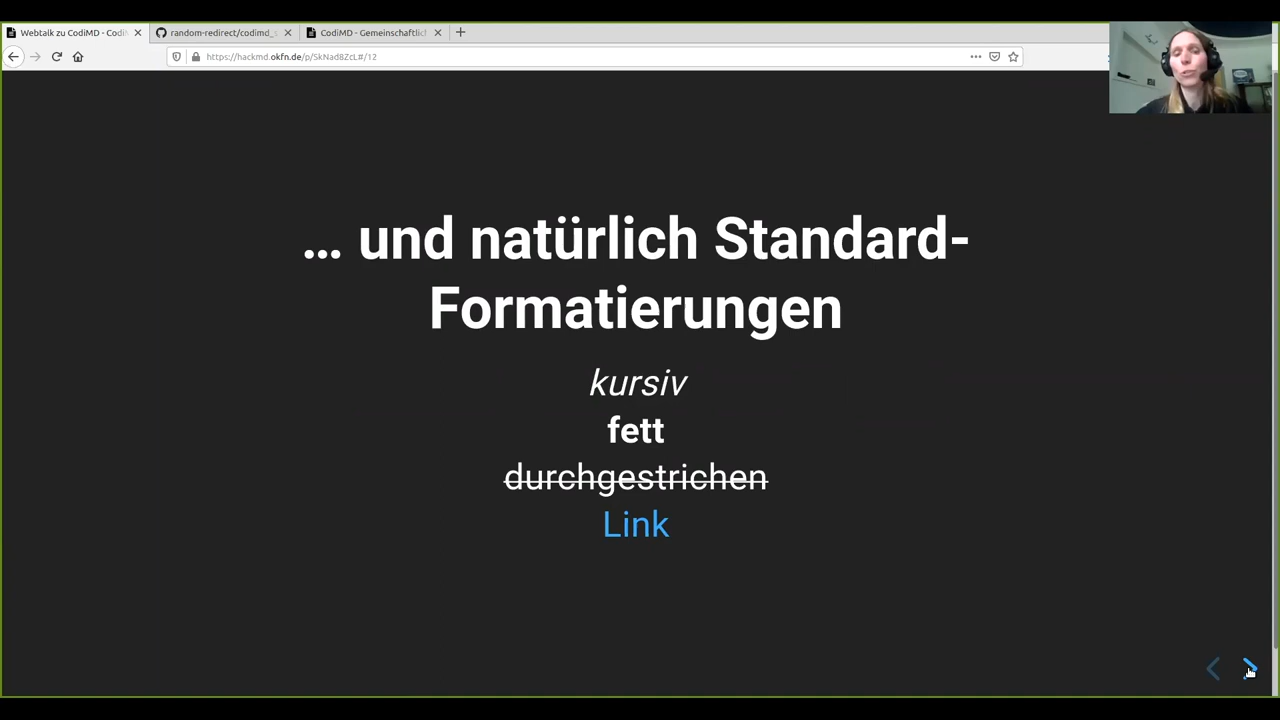 Webtalk zu CodiMD - Codi
random-redirect/codimd_
CodiMD - Gemeinschaftlic
https://hackmd.okfn.de/p/SkNad8ZcL#/12
… und natürlich Standard-
Formatierungen
kursiv
fett
durchgestrichen
Link